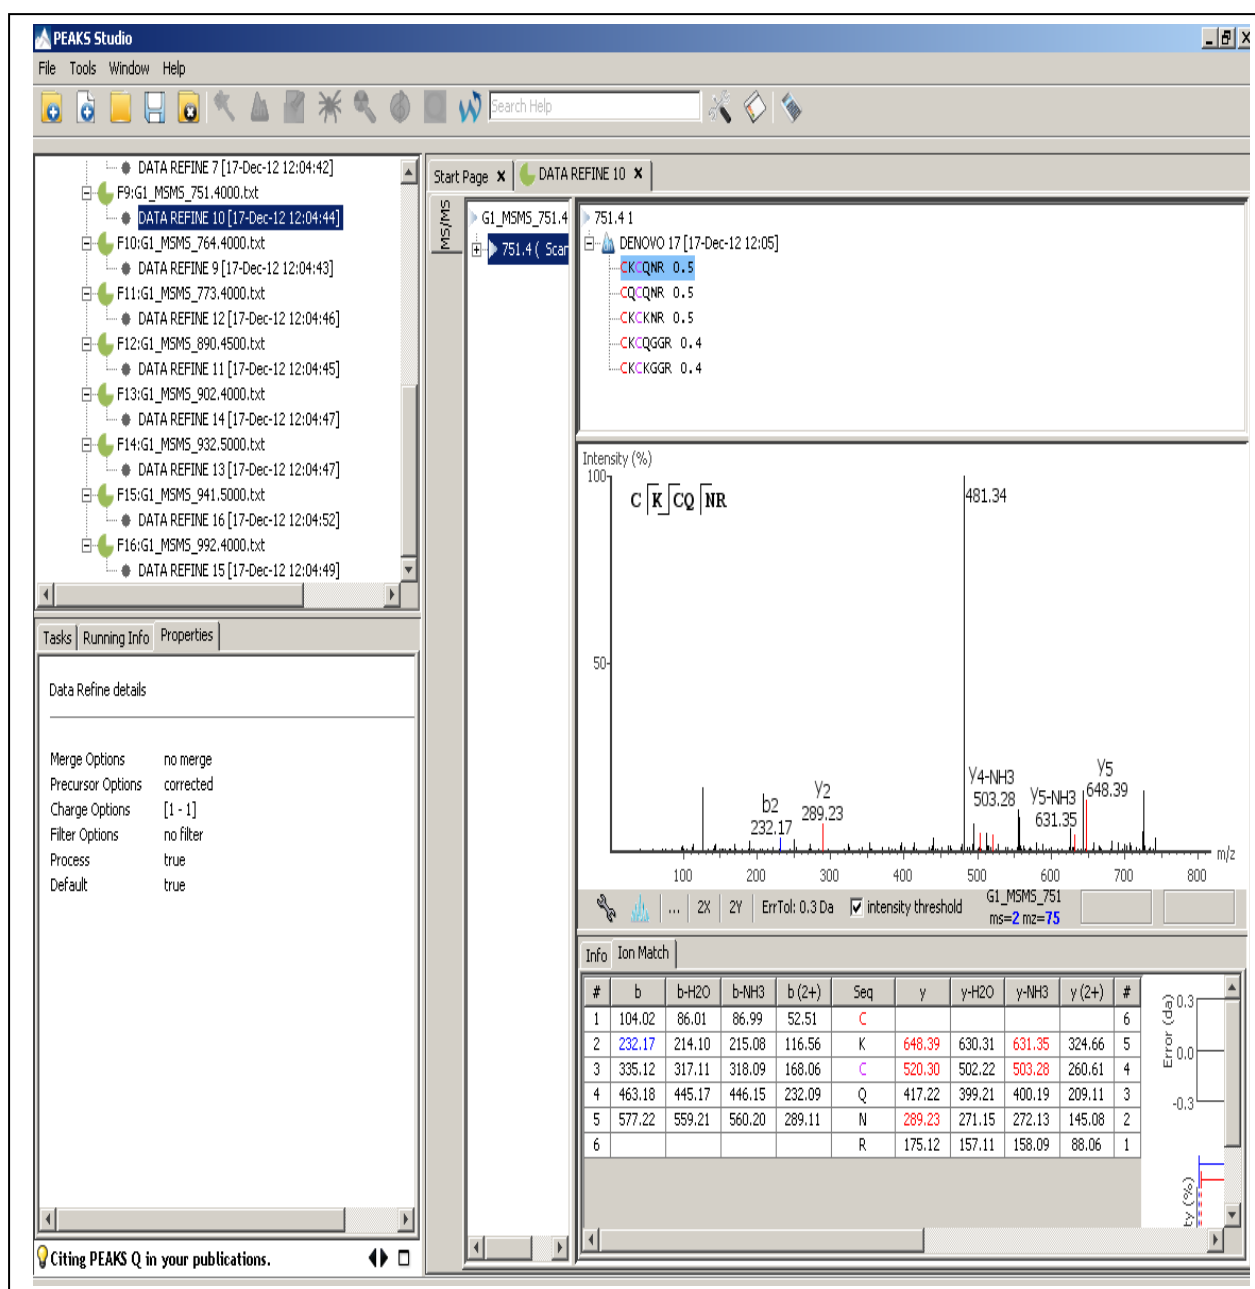 PEAKS Studio
File Tools Window Help
Search Help
DATA REFINE 7 [17-Dec-12 12:04:42]
F9:G1_MSMS_751.4000.txt
DATA REFINE 10 [17-Dec-12 12:04:44]
F10:G1_MSMS_764.4000.txt
DATA REFINE 9 [17-Dec-12 12:04:43]
F11:G1_MSMS_773.4000.txt
DATA REFINE 12 [17-Dec-12 12:04:46]
F12:G1_MSMS_890.4500.txt
DATA REFINE 11 [17-Dec-12 12:04:45]
F13:G1_MSMS_902.4000.txt
DATA REFINE 14 [17-Dec-12 12:04:47]
F14:G1_MSMS_932.5000.txt
DATA REFINE 13 [17-Dec-12 12:04:47]
F15:G1_MSMS_941.5000.txt
DATA REFINE 16 [17-Dec-12 12:04:52]
F16:G1_MSMS_992.4000.txt
DATA REFINE 15 [17-Dec-12 12:04:49]
Tasks Running Info Properties
Data Refine details
Merge Options no merge
Precursor Options corrected
Charge Options [1 - 1]
Filter Options no filter
Process true
Default true
Citing PEAKS Q in your publications.
Start Page DATA REFINE 10
MS/MS
G1_MSMS_751.4
751.4 ( Scan
751.4 1
DENOVO 17 [17-Dec-12 12:05]
CKCQNR 0.5
CQCQNR 0.5
CKCKNR 0.5
CKCQGGR 0.4
CKCKGGR 0.4
Intensity (%)
100
C K CQ NR
481.34
50
b2
232.17
y2
289.23
y4-NH3
503.28
y5-NH3
631.35
y5
648.39
100 200 300 400 500 600 700 800
m/z
... 2X 2Y ErrTol: 0.3 Da intensity threshold
G1_MSMS_751
ms=2 mz=75
Info Ion Match
# b b-H2O b-NH3 b (2+) Seq y y-H2O y-NH3 y (2+) #
1 104.02 86.01 86.99 52.51 C 6
2 232.17 214.10 215.08 116.56 K 648.39 630.31 631.35 324.66 5
3 335.12 317.11 318.09 168.06 C 520.30 502.22 503.28 260.61 4
4 463.18 445.17 446.15 232.09 Q 417.22 399.21 400.19 209.11 3
5 577.22 559.21 560.20 289.11 N 289.23 271.15 272.13 145.08 2
6 R 175.12 157.11 158.09 88.06 1
Error (da)
0.3
0.0
-0.3
ty (%)